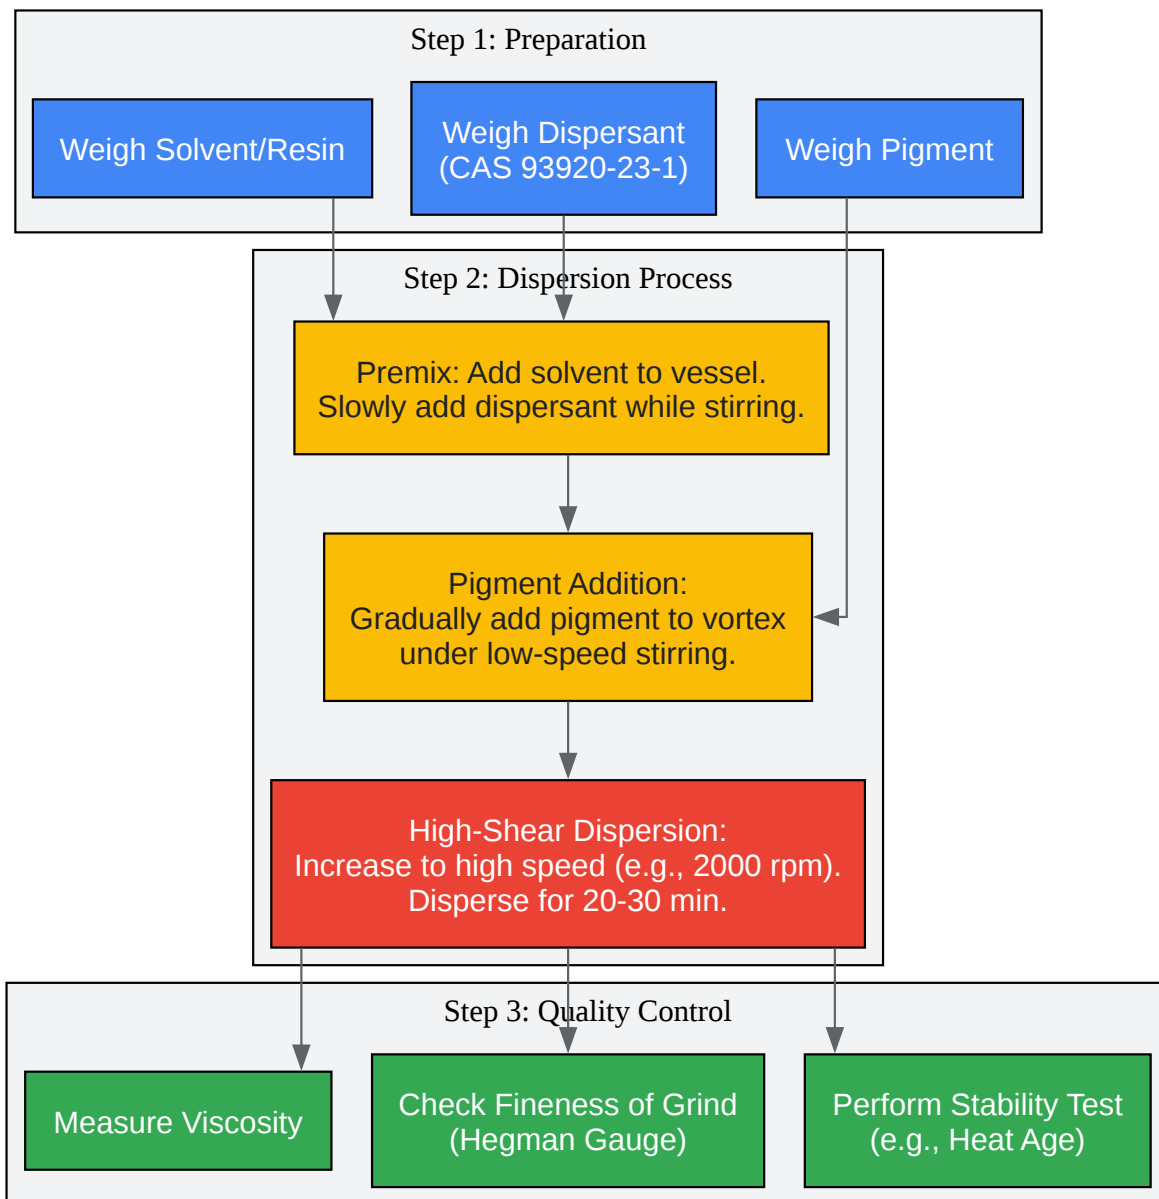 Step 1: Preparation
Weigh Solvent/Resin
Weigh Dispersant
(CAS 93920-23-1)
Weigh Pigment
Step 2: Dispersion Process
Premix: Add solvent to vessel.
Slowly add dispersant while stirring.
Pigment Addition:
Gradually add pigment to vortex
under low-speed stirring.
High-Shear Dispersion:
Increase to high speed (e.g., 2000 rpm).
Disperse for 20-30 min.
Step 3: Quality Control
Measure Viscosity
Check Fineness of Grind
(Hegman Gauge)
Perform Stability Test
(e.g., Heat Age)